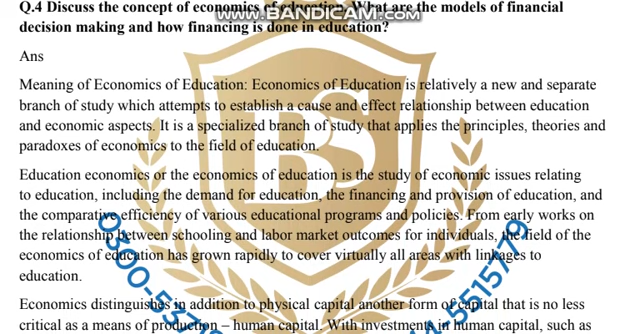 Q.4 Discuss the concept of economics of education. What are the models of financial
WWW.BANDICAM.COM
decision making and how financing is done in education?
Ans
Meaning of Economics of Education: Economics of Education is relatively a new and separate
branch of study which attempts to establish a cause and effect relationship between education
and economic aspects. It is a specialized branch of study that applies the principles, theories and
paradoxes of economics to the field of education.
BS
Education economics or the economics of education is the study of economic issues relating
to education, including the demand for education, the financing and provision of education, and
the comparative efficiency of various educational programs and policies. From early works on
the relationship between schooling and labor market outcomes for individuals, the field of the
economics of education has grown rapidly to cover virtually all areas with linkages to
education.
Economics distinguishes in addition to physical capital another form of capital that is no less
critical as a means of production – human capital. With investments in human capital, such as
0300-537
5515779